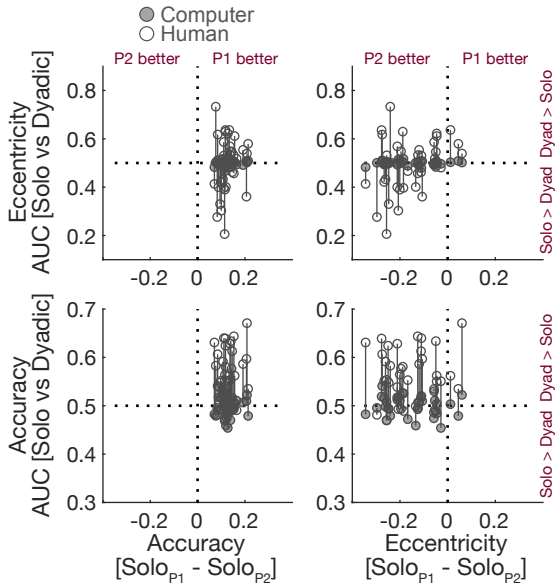 Computer
Human
P2 better
P1 better
P2 better
P1 better
Eccentricity
AUC [Solo vs Dyadic]
0.8
0.6
0.4
0.2
-0.2
0
0.2
0.8
0.6
0.4
0.2
-0.2
0
0.2
Solo > Dyad Dyad > Solo
Accuracy
AUC [Solo vs Dyadic]
0.7
0.6
0.5
0.4
0.3
-0.2
0
0.2
Accuracy
[Solo_P1 - Solo_P2]
0.7
0.6
0.5
0.4
0.3
-0.2
0
0.2
Eccentricity
[Solo_P1 - Solo_P2]
Solo > Dyad Dyad > Solo